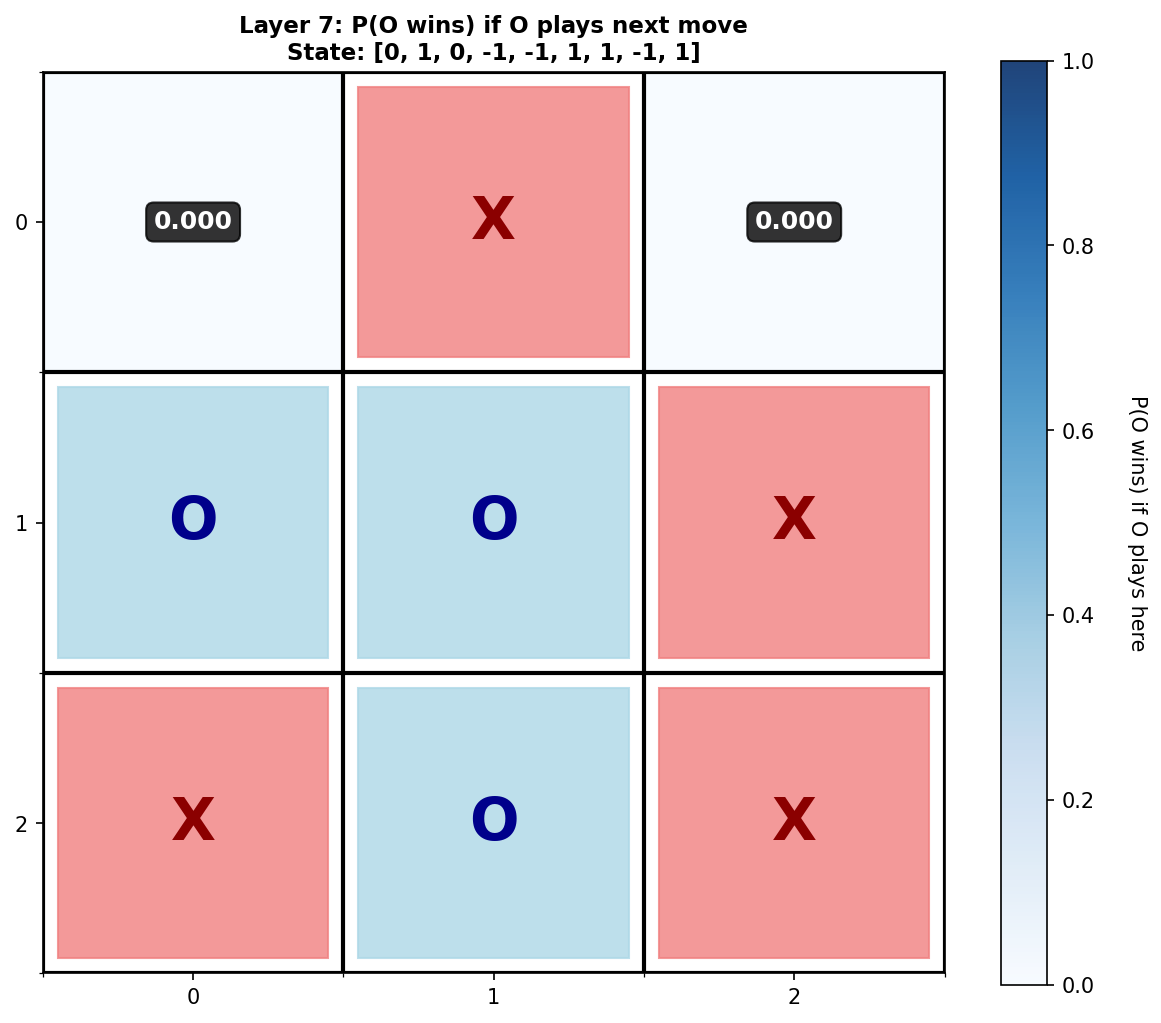 Layer 7: P(O wins) if O plays next move
State: [0, 1, 0, -1, -1, 1, 1, -1, 1]
0.000 X 0.000
O O X
X O X
0
1
2
0 1 2
1.0
0.8
0.6
0.4
0.2
0.0
P(O wins) if O plays here